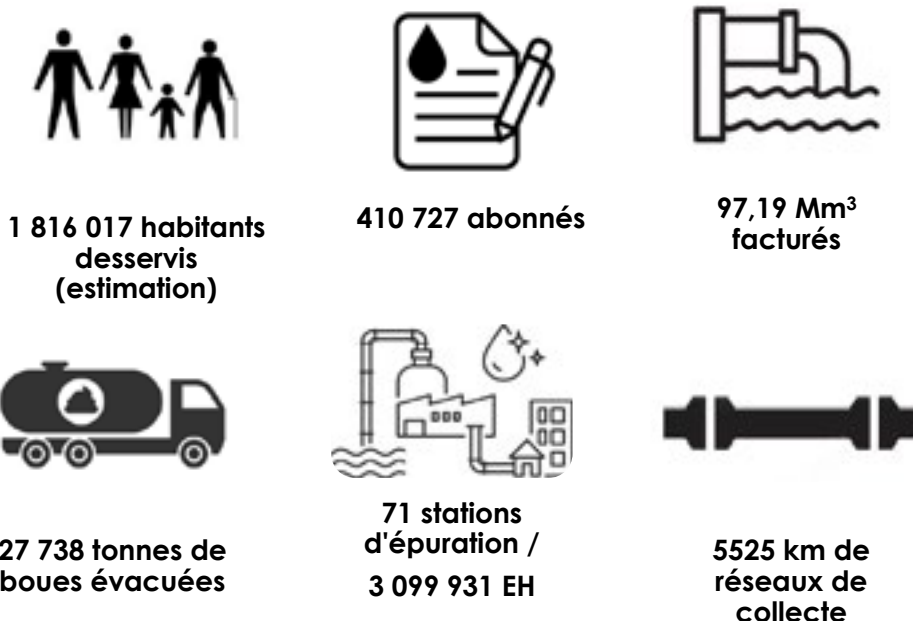 1 816 017 habitants
desservis
(estimation)
410 727 abonnés
97,19 Mm³
facturés
27 738 tonnes de
boues évacuées
71 stations
d'épuration /
3 099 931 EH
5525 km de
réseaux de
collecte